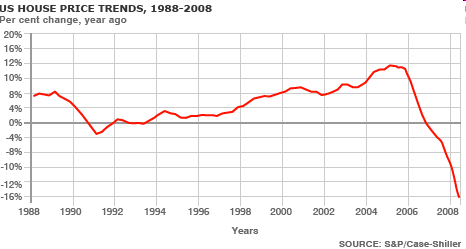 US HOUSE PRICE TRENDS, 1988-2008
Per cent change, year ago
20%
16%
12%
8%
4%
0%
-4%
-8%
-10%
-12%
-16%
1988 1990 1992 1994 1996 1998 2000 2002 2004 2006 2008
Years
SOURCE: S&P/Case-Shiller